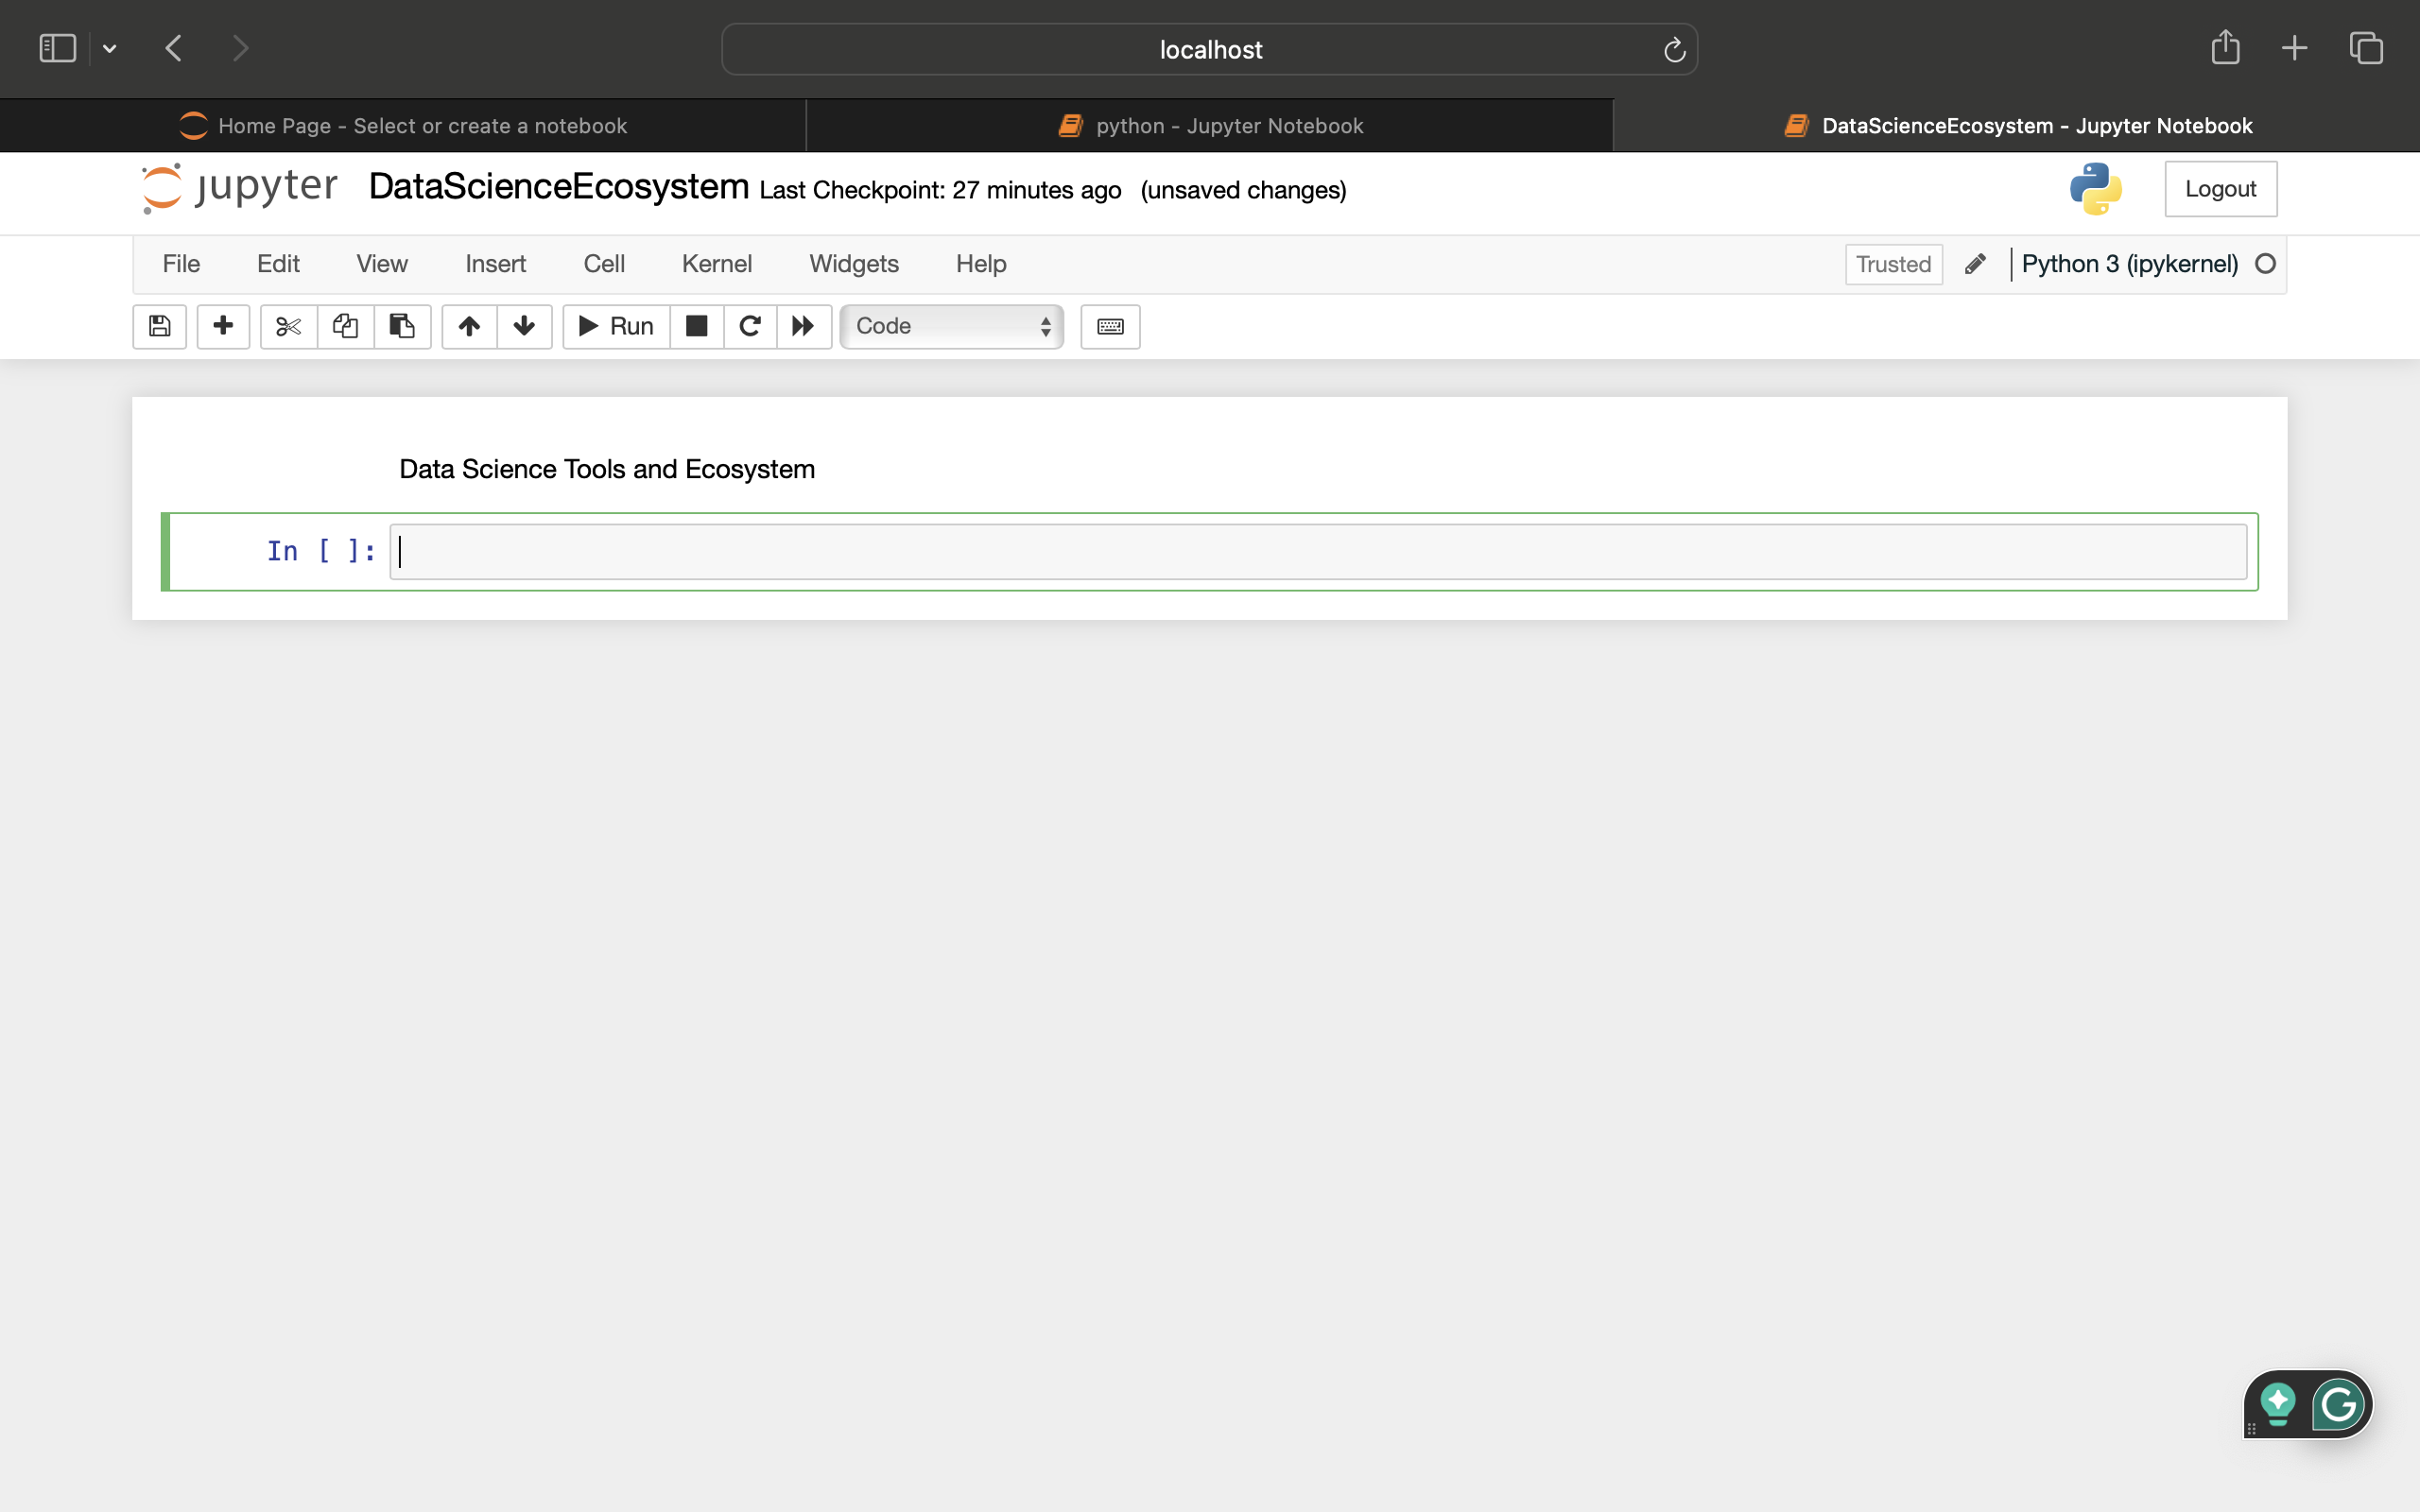 localhost
Home Page - Select or create a notebook
python - Jupyter Notebook
DataScienceEcosystem - Jupyter Notebook
jupyter DataScienceEcosystem Last Checkpoint: 27 minutes ago (unsaved changes)
Logout
File Edit View Insert Cell Kernel Widgets Help
Trusted
Python 3 (ipykernel)
Run
Code
Data Science Tools and Ecosystem
In [ ]: